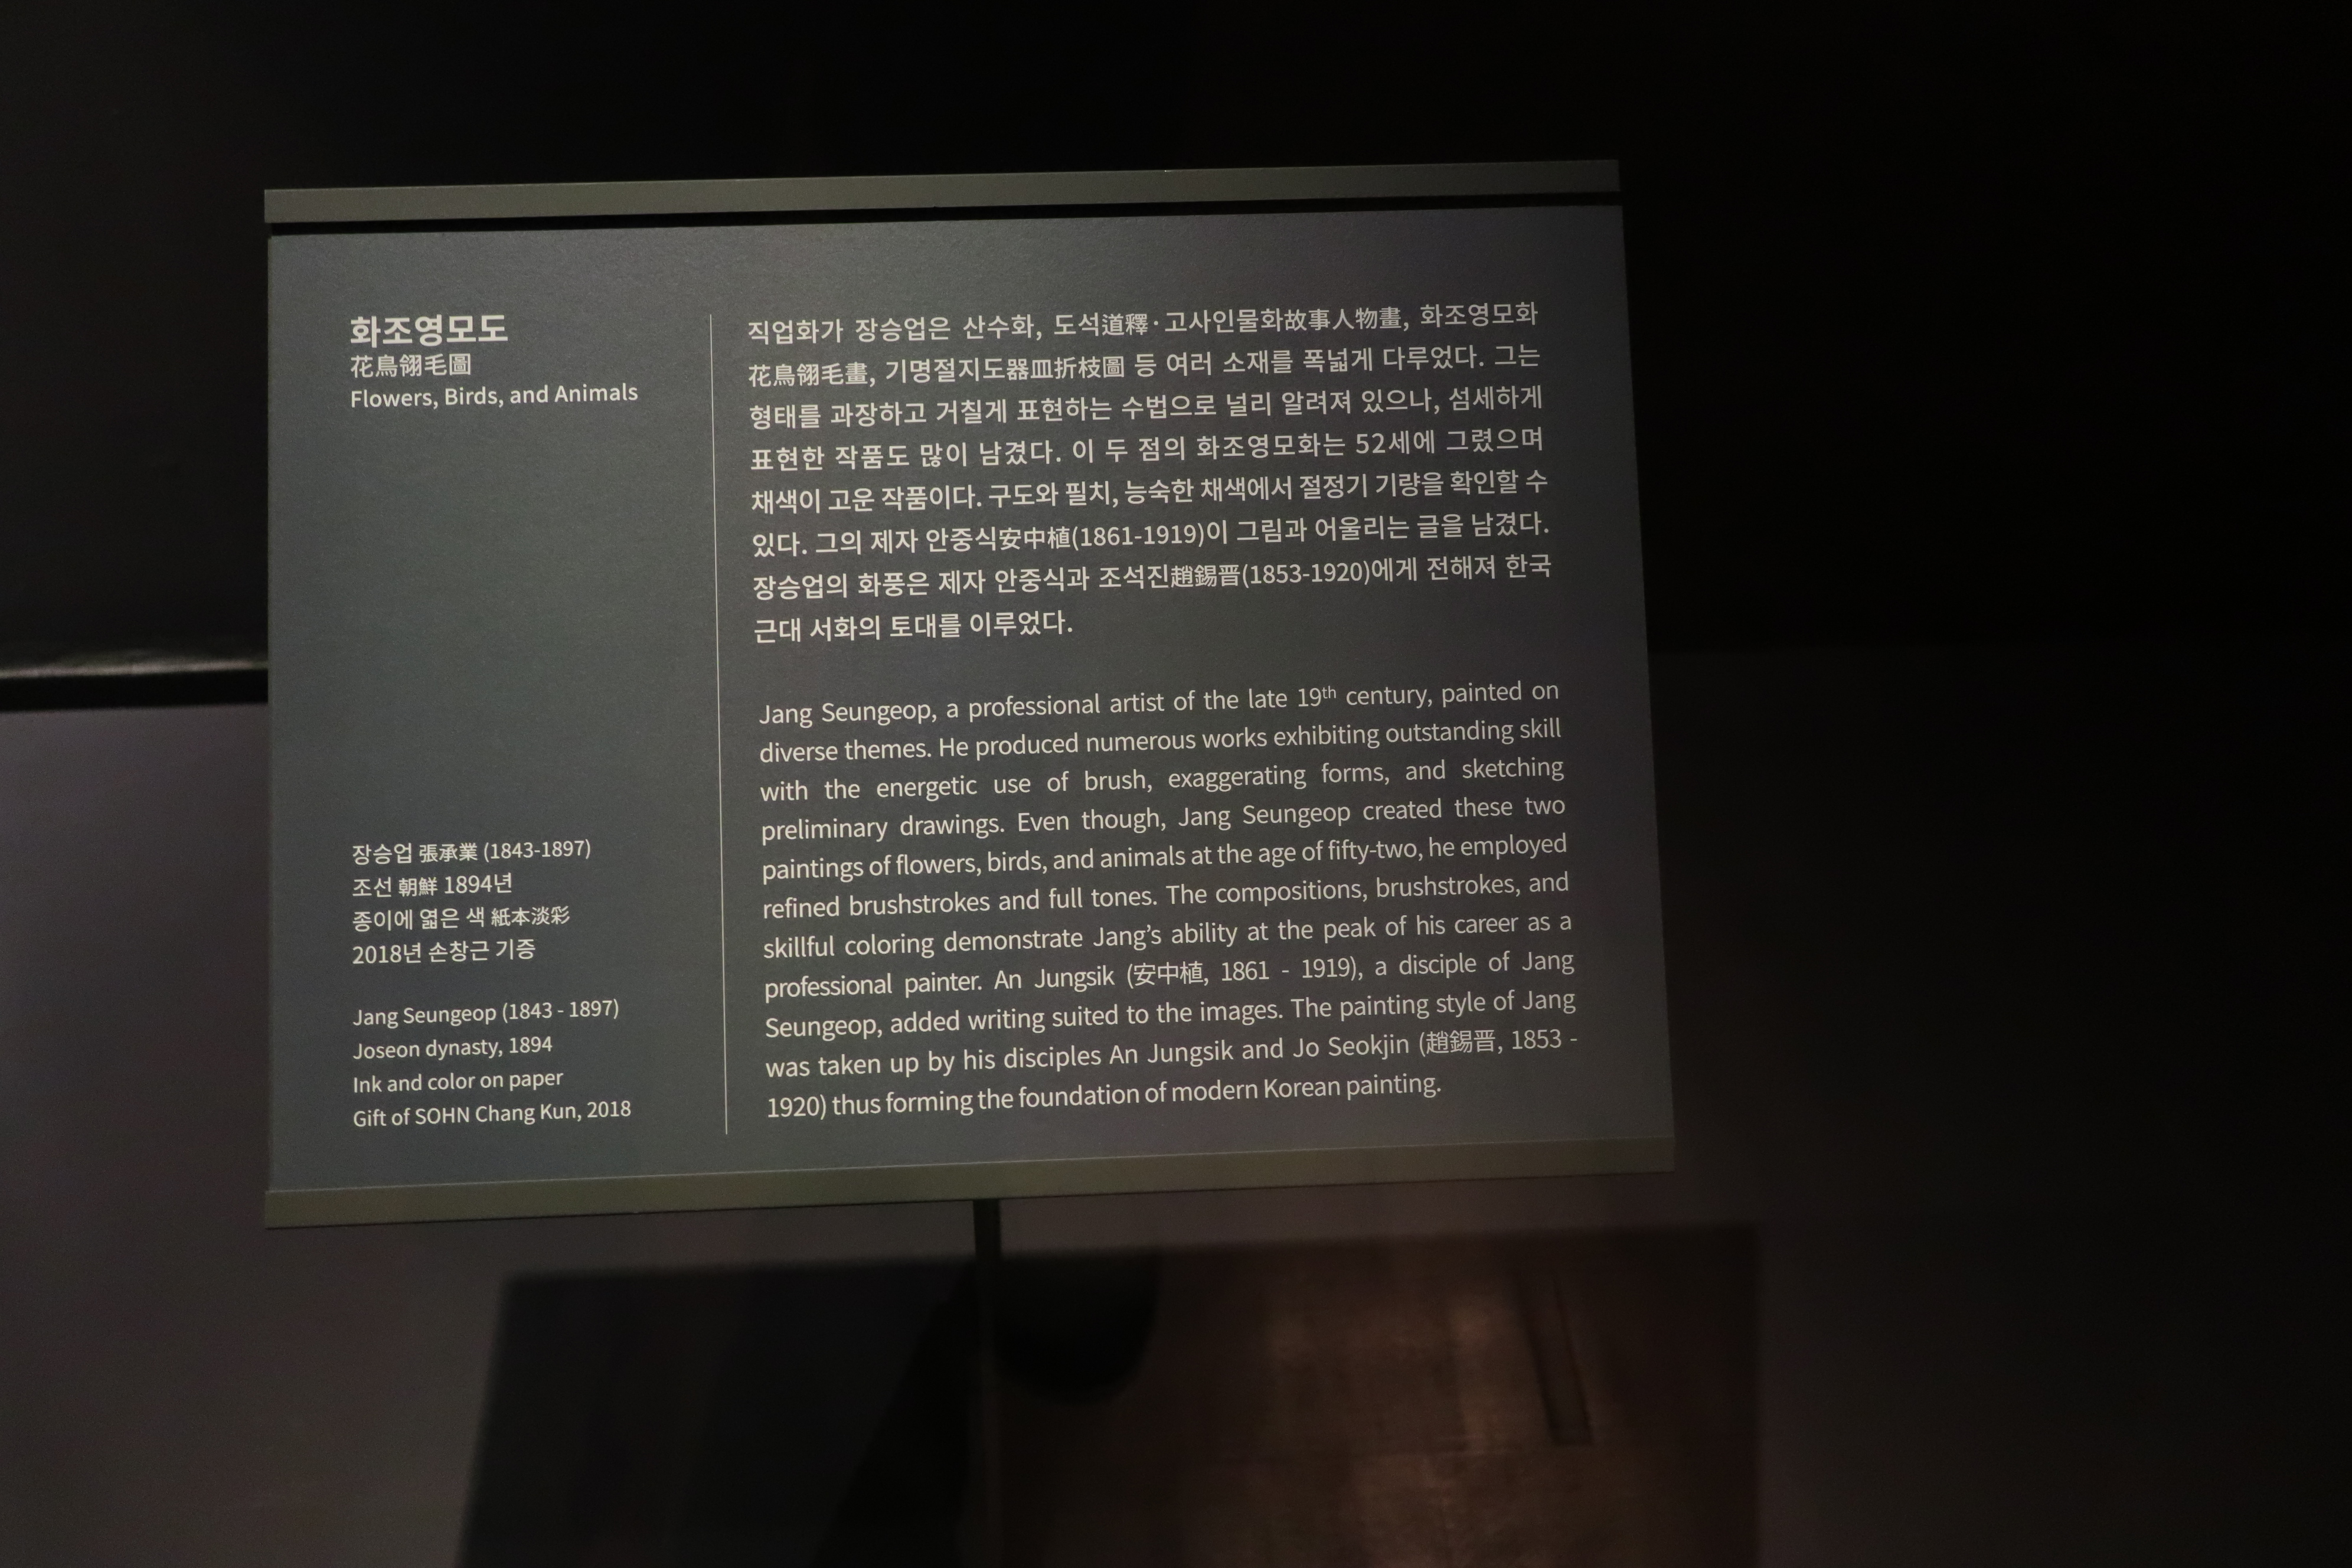 화조영모도
花鳥翎毛圖
Flowers, Birds, and Animals
장승업 張承業 (1843-1897)
조선 朝鮮 1894년
종이에 엷은 색 紙本淡彩
2018년 손창근 기증
Jang Seungeop (1843 - 1897)
Joseon dynasty, 1894
Ink and color on paper
Gift of SOHN Chang Kun, 2018
직업화가 장승업은 산수화, 도석道釋·고사인물화故事人物畫, 화조영모화
花鳥翎毛畫, 기명절지도器皿折枝圖 등 여러 소재를 폭넓게 다루었다. 그는
형태를 과장하고 거칠게 표현하는 수법으로 널리 알려져 있으나, 섬세하게
표현한 작품도 많이 남겼다. 이 두 점의 화조영모화는 52세에 그렸으며
채색이 고운 작품이다. 구도와 필치, 능숙한 채색에서 절정기 기량을 확인할 수
있다. 그의 제자 안중식安中植(1861-1919)이 그림과 어울리는 글을 남겼다.
장승업의 화풍은 제자 안중식과 조석진趙錫晋(1853-1920)에게 전해져 한국
근대 서화의 토대를 이루었다.
Jang Seungeop, a professional artist of the late 19th century, painted on
diverse themes. He produced numerous works exhibiting outstanding skill
with the energetic use of brush, exaggerating forms, and sketching
preliminary drawings. Even though, Jang Seungeop created these two
paintings of flowers, birds, and animals at the age of fifty-two, he employed
refined brushstrokes and full tones. The compositions, brushstrokes, and
skillful coloring demonstrate Jang's ability at the peak of his career as a
professional painter. An Jungsik (安中植, 1861 - 1919), a disciple of Jang
Seungeop, added writing suited to the images. The painting style of Jang
was taken up by his disciples An Jungsik and Jo Seokjin (趙錫晋, 1853 -
1920) thus forming the foundation of modern Korean painting.